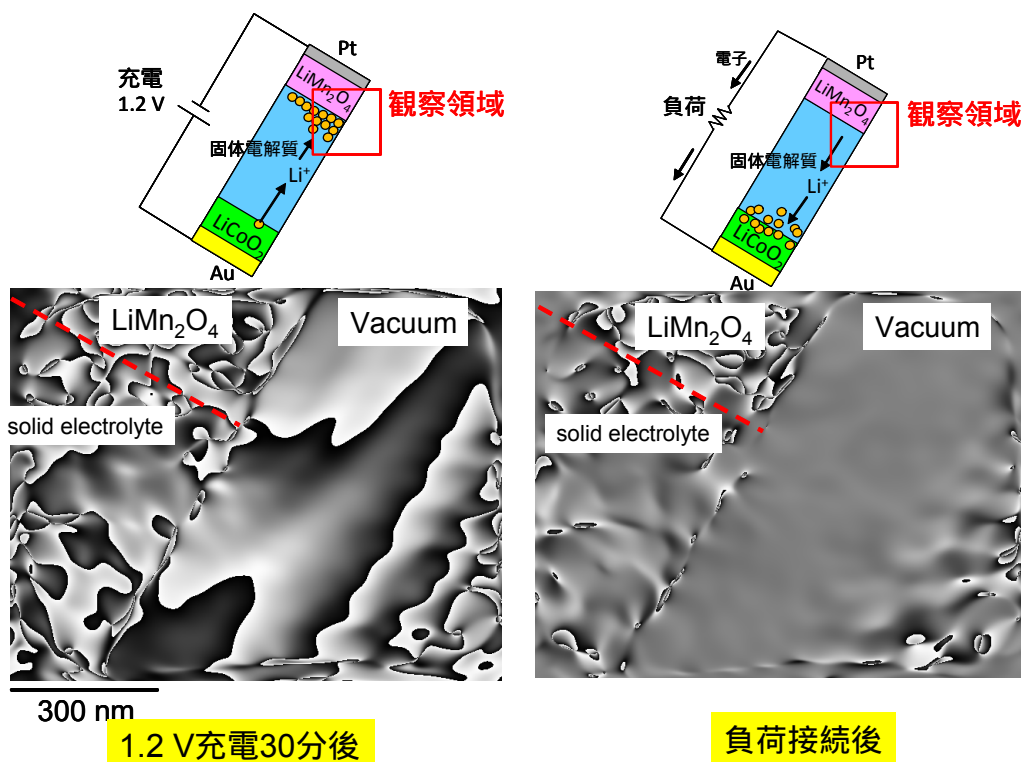 Pt
LiMn₂O₄
充電
1.2 V
観察領域
固体電解質
Li⁺
LiCoO₂
Au
電子
Pt
LiMn₂O₄
負荷
観察領域
固体電解質
Li⁺
LiCoO₂
Au
LiMn₂O₄
Vacuum
solid electrolyte
LiMn₂O₄
Vacuum
solid electrolyte
300 nm
1.2 V充電30分後
負荷接続後